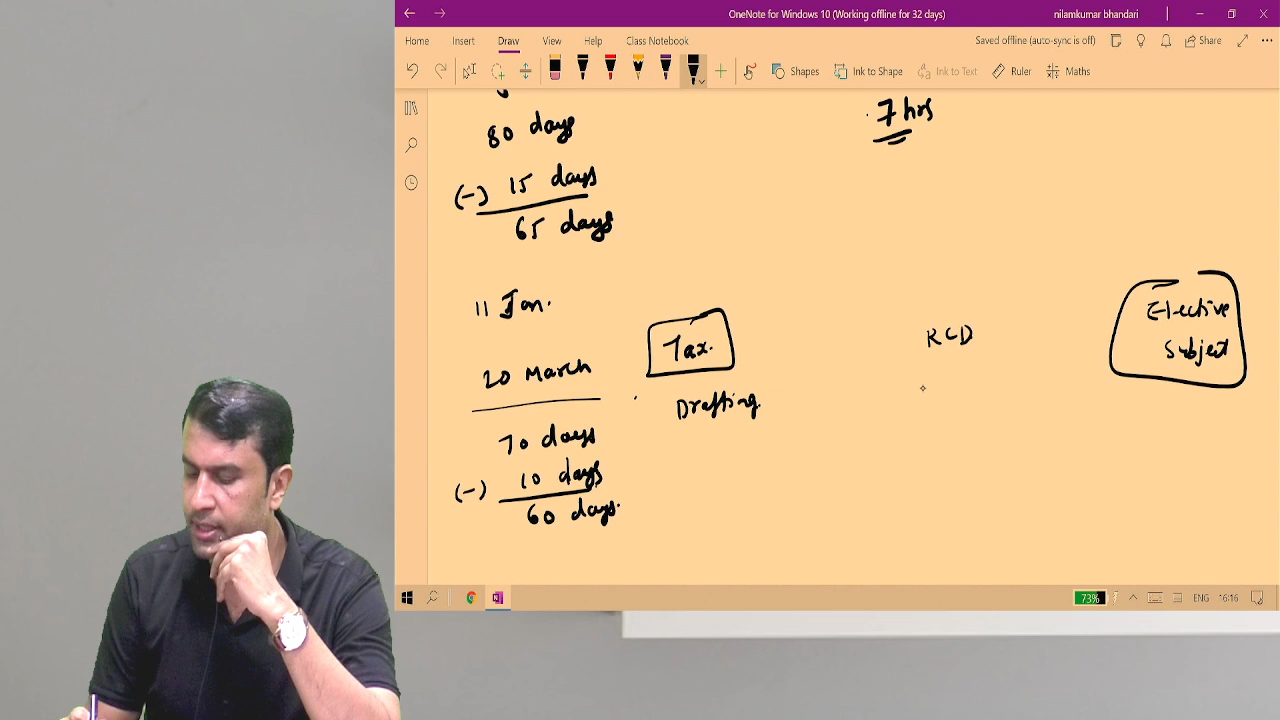 OneNote for Windows 10 (Working offline for 32 days)
nilamkumar bhandari
Home Insert Draw View Help Class Notebook
Saved offline (auto-sync is off)
Share
Shapes
Ink to Shape
Ink to Text
Ruler
Maths
80 days
(-) 15 days
65 days
7 hrs
11 Jan.
20 March
70 days
(-) 10 days
60 days.
Tax.
Drafting
RCD
Elective
Subject
73%
ENG
16:16